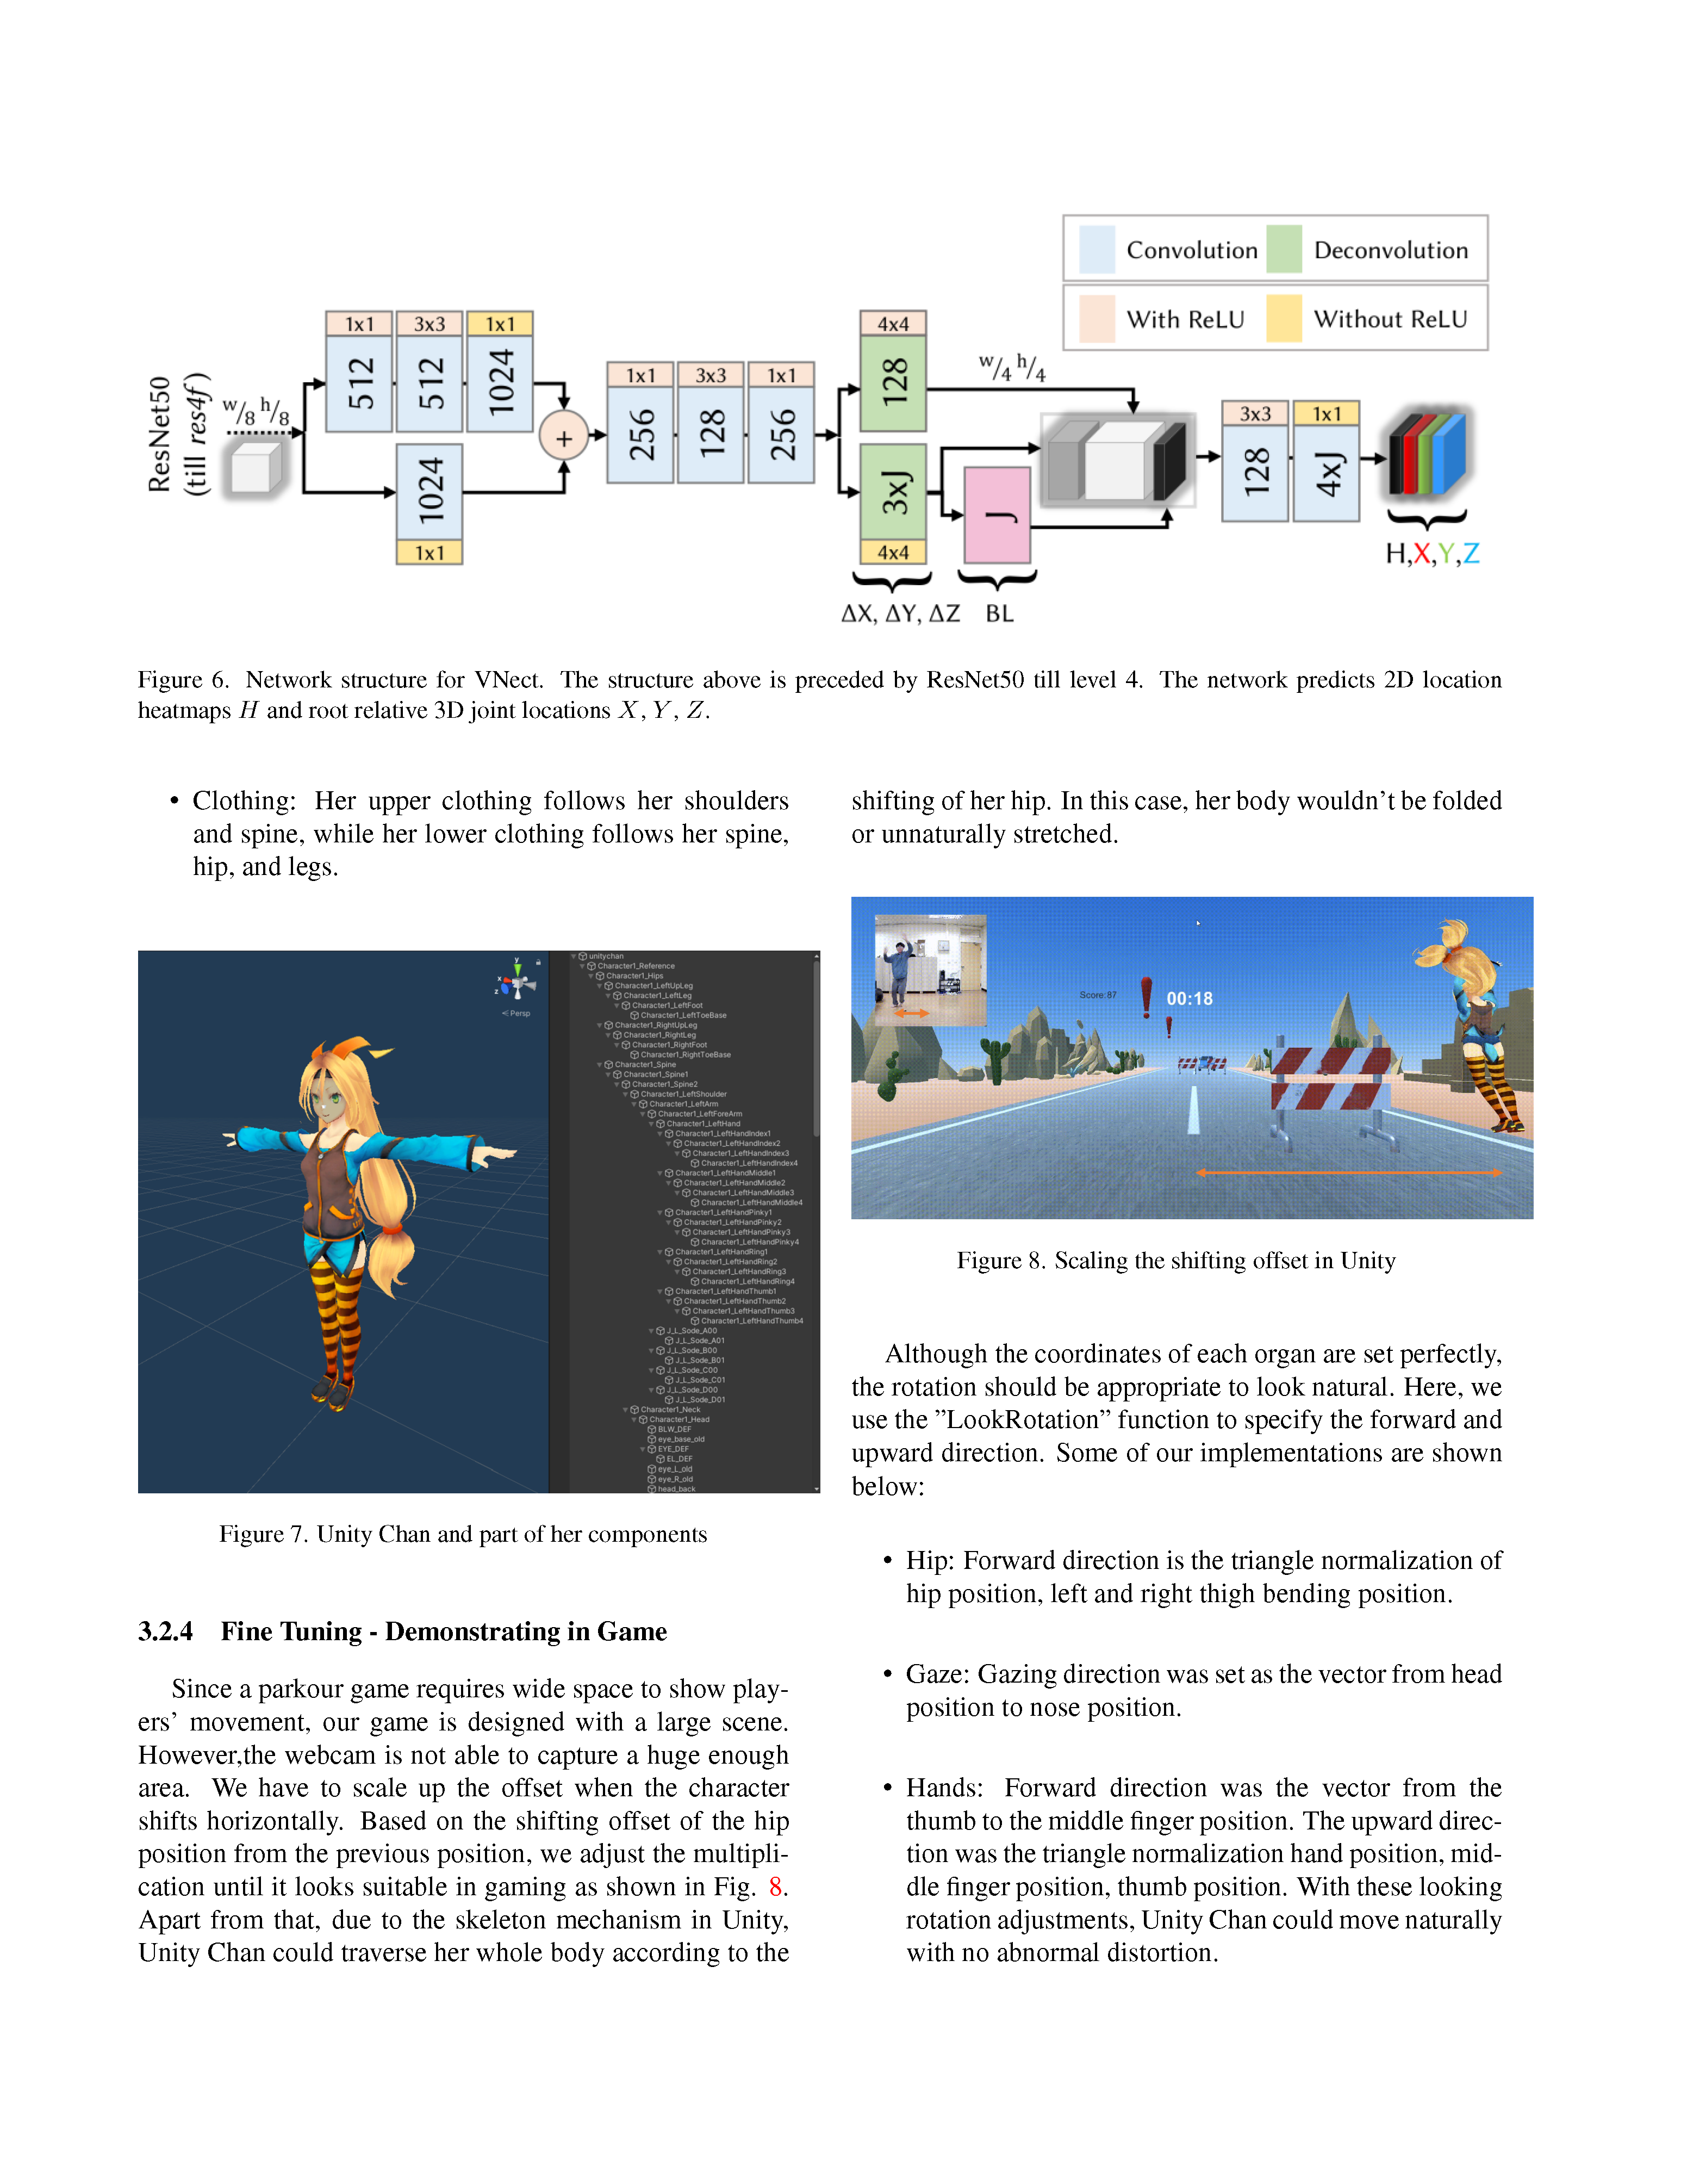 Convolution
Deconvolution
With ReLU
Without ReLU
ResNet50
(till res4f)
w/8 h/8
1x1
512
3x3
512
1x1
1024
1024
1x1
+
1x1
256
3x3
128
1x1
256
4x4
128
3xJ
4x4
ΔX, ΔY, ΔZ
J
BL
w/4 h/4
3x3
128
1x1
4xJ
H,X,Y,Z
Figure 6. Network structure for VNect. The structure above is preceded by ResNet50 till level 4. The network predicts 2D location
heatmaps H and root relative 3D joint locations X, Y, Z.
• Clothing: Her upper clothing follows her shoulders
and spine, while her lower clothing follows her spine,
hip, and legs.
y
x
z
< Persp
unitychan
Character1_Reference
Character1_Hips
Character1_LeftUpLeg
Character1_LeftLeg
Character1_LeftFoot
Character1_LeftToeBase
Character1_RightUpLeg
Character1_RightLeg
Character1_RightFoot
Character1_RightToeBase
Character1_Spine
Character1_Spine1
Character1_Spine2
Character1_LeftShoulder
Character1_LeftArm
Character1_LeftForeArm
Character1_LeftHand
Character1_LeftHandIndex1
Character1_LeftHandIndex2
Character1_LeftHandIndex3
Character1_LeftHandIndex4
Character1_LeftHandMiddle1
Character1_LeftHandMiddle2
Character1_LeftHandMiddle3
Character1_LeftHandMiddle4
Character1_LeftHandPinky1
Character1_LeftHandPinky2
Character1_LeftHandPinky3
Character1_LeftHandPinky4
Character1_LeftHandRing1
Character1_LeftHandRing2
Character1_LeftHandRing3
Character1_LeftHandRing4
Character1_LeftHandThumb1
Character1_LeftHandThumb2
Character1_LeftHandThumb3
Character1_LeftHandThumb4
J_L_Sode_A00
J_L_Sode_A01
J_L_Sode_B00
J_L_Sode_B01
J_L_Sode_C00
J_L_Sode_C01
J_L_Sode_D00
J_L_Sode_D01
Character1_Neck
Character1_Head
BLW_DEF
eye_base_old
EYE_DEF
EL_DEF
eye_L_old
eye_R_old
head_back
Figure 7. Unity Chan and part of her components
3.2.4 Fine Tuning - Demonstrating in Game
Since a parkour game requires wide space to show play-
ers' movement, our game is designed with a large scene.
However,the webcam is not able to capture a huge enough
area. We have to scale up the offset when the character
shifts horizontally. Based on the shifting offset of the hip
position from the previous position, we adjust the multipli-
cation until it looks suitable in gaming as shown in Fig. 8.
Apart from that, due to the skeleton mechanism in Unity,
Unity Chan could traverse her whole body according to the
shifting of her hip. In this case, her body wouldn't be folded
or unnaturally stretched.
Score:87
00:18
Figure 8. Scaling the shifting offset in Unity
Although the coordinates of each organ are set perfectly,
the rotation should be appropriate to look natural. Here, we
use the ”LookRotation” function to specify the forward and
upward direction. Some of our implementations are shown
below:
• Hip: Forward direction is the triangle normalization of
hip position, left and right thigh bending position.
• Gaze: Gazing direction was set as the vector from head
position to nose position.
• Hands: Forward direction was the vector from the
thumb to the middle finger position. The upward direc-
tion was the triangle normalization hand position, mid-
dle finger position, thumb position. With these looking
rotation adjustments, Unity Chan could move naturally
with no abnormal distortion.